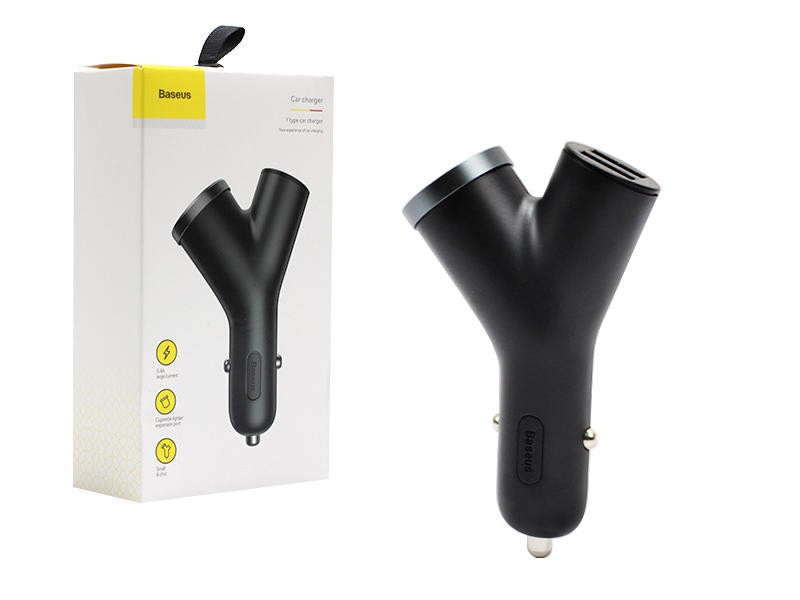 Baseus
Car charger
Y type car charger
New experience of car charging
Baseus
3.4A
large current
Cigarette lighter
expansion port
Small
& chic
Baseus